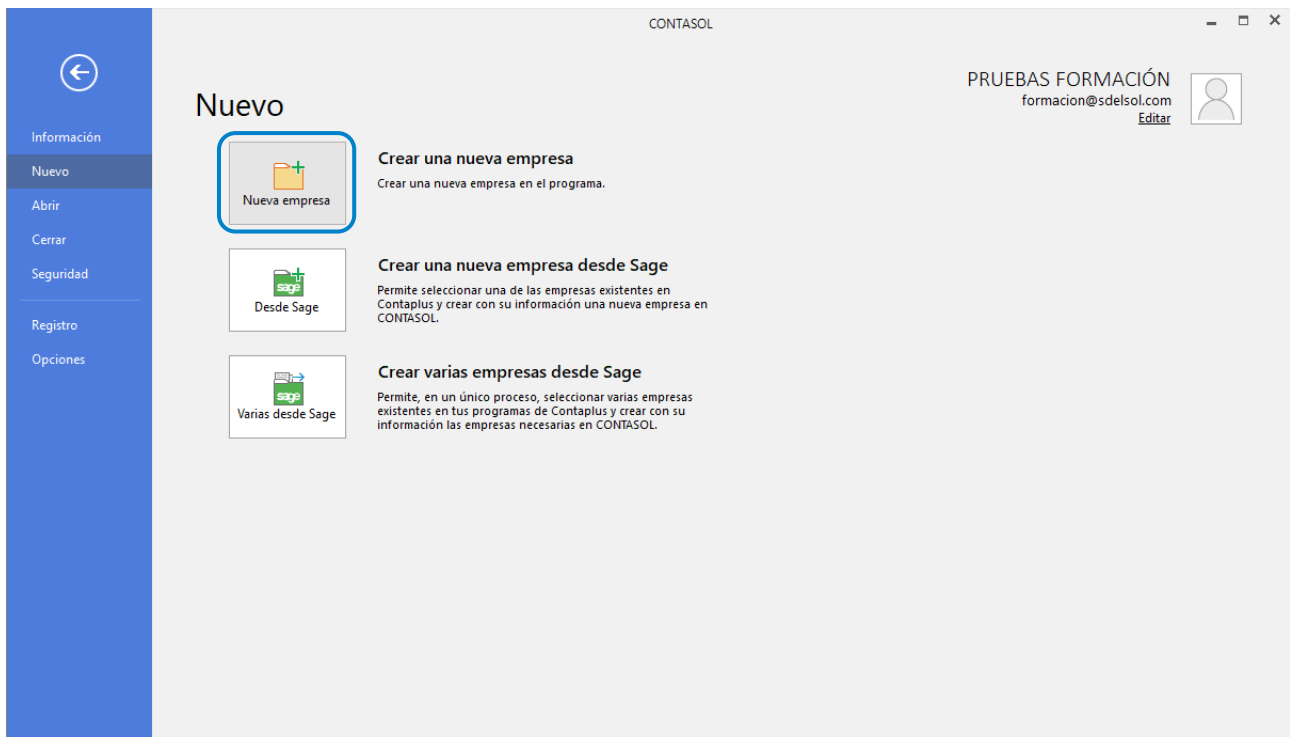 CONTASOL
PRUEBAS FORMACIÓN
formacion@sdelsol.com
Editar
Información
Nuevo
Abrir
Cerrar
Seguridad
Registro
Opciones
Nuevo
Nueva empresa
Crear una nueva empresa
Crear una nueva empresa en el programa.
sage
Desde Sage
Crear una nueva empresa desde Sage
Permite seleccionar una de las empresas existentes en
Contaplus y crear con su información una nueva empresa en
CONTASOL.
sage
Varias desde Sage
Crear varias empresas desde Sage
Permite, en un único proceso, seleccionar varias empresas
existentes en tus programas de Contaplus y crear con su
información las empresas necesarias en CONTASOL.